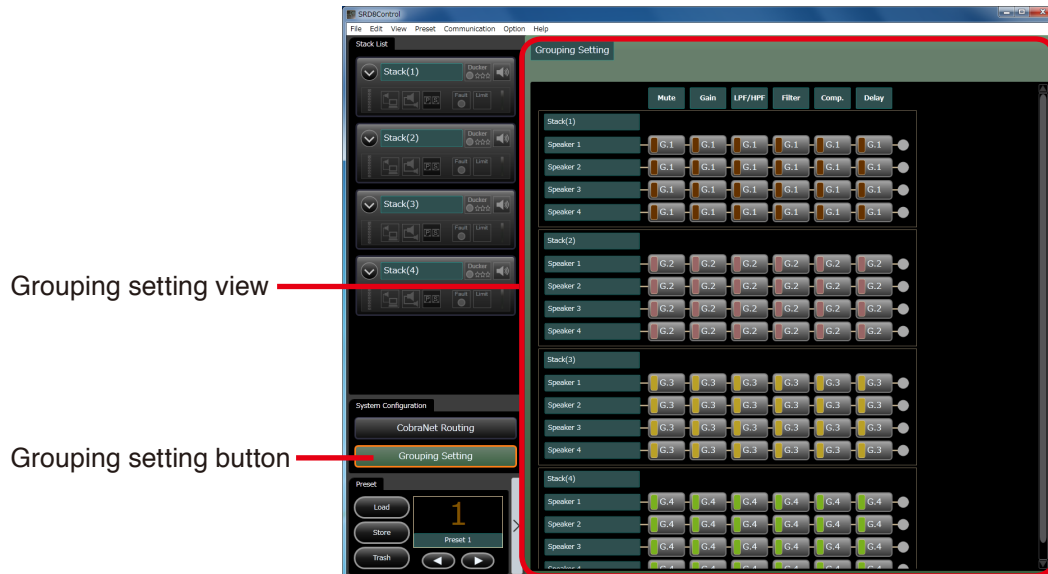 SRD8Control
File Edit View Preset Communication Option Help
Stack List
Stack(1) Ducker
Fault Limit
Stack(2) Ducker
Fault Limit
Stack(3) Ducker
Fault Limit
Stack(4) Ducker
Fault Limit
Grouping setting view
System Configuration
CobraNet Routing
Grouping setting button
Grouping Setting
Preset
Load
Store
Trash
1
Preset 1
Grouping Setting
Mute Gain LPF/HPF Filter Comp. Delay
Stack(1)
Speaker 1 G.1 G.1 G.1 G.1 G.1 G.1
Speaker 2 G.1 G.1 G.1 G.1 G.1 G.1
Speaker 3 G.1 G.1 G.1 G.1 G.1 G.1
Speaker 4 G.1 G.1 G.1 G.1 G.1 G.1
Stack(2)
Speaker 1 G.2 G.2 G.2 G.2 G.2 G.2
Speaker 2 G.2 G.2 G.2 G.2 G.2 G.2
Speaker 3 G.2 G.2 G.2 G.2 G.2 G.2
Speaker 4 G.2 G.2 G.2 G.2 G.2 G.2
Stack(3)
Speaker 1 G.3 G.3 G.3 G.3 G.3 G.3
Speaker 2 G.3 G.3 G.3 G.3 G.3 G.3
Speaker 3 G.3 G.3 G.3 G.3 G.3 G.3
Speaker 4 G.3 G.3 G.3 G.3 G.3 G.3
Stack(4)
Speaker 1 G.4 G.4 G.4 G.4 G.4 G.4
Speaker 2 G.4 G.4 G.4 G.4 G.4 G.4
Speaker 3 G.4 G.4 G.4 G.4 G.4 G.4